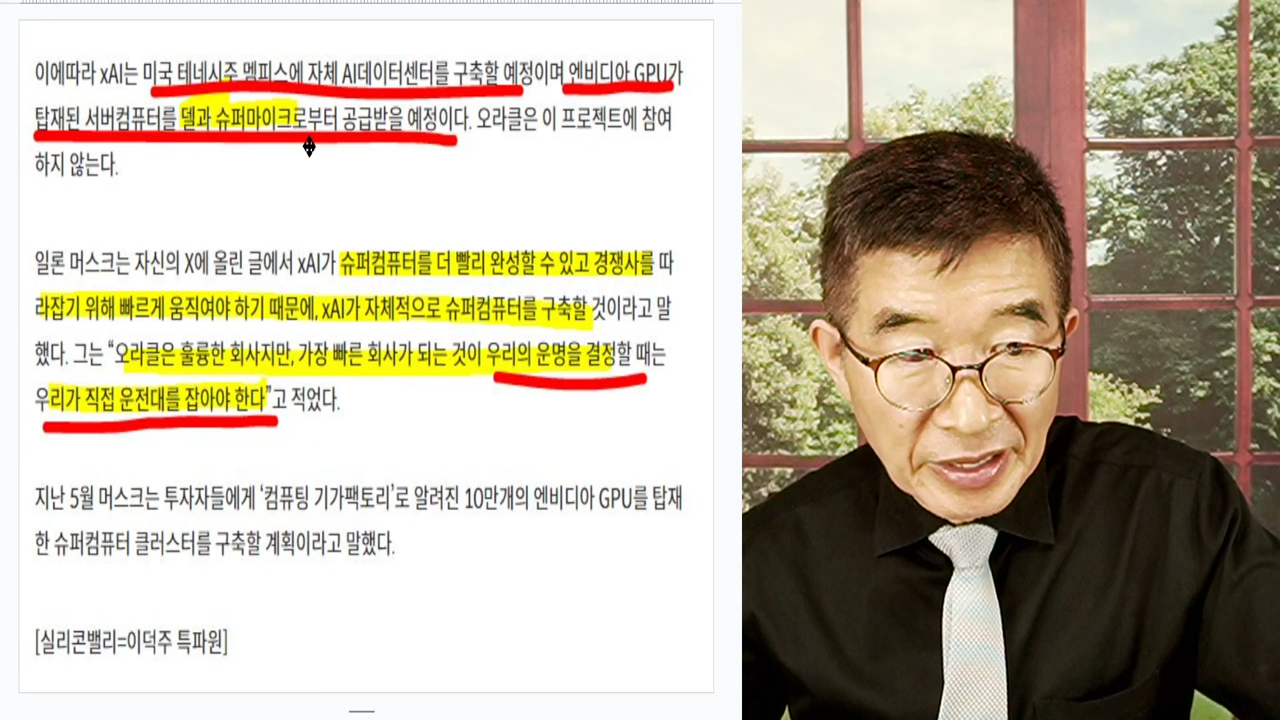 이에따라 xAI는 미국 테네시주 멤피스에 자체 AI데이터센터를 구축할 예정이며 엔비디아 GPU가
탑재된 서버컴퓨터를 델과 슈퍼마이크로부터 공급받을 예정이다. 오라클은 이 프로젝트에 참여
하지 않는다.
일론 머스크는 자신의 X에 올린 글에서 xAI가 슈퍼컴퓨터를 더 빨리 완성할 수 있고 경쟁사를 따
라잡기 위해 빠르게 움직여야 하기 때문에, xAI가 자체적으로 슈퍼컴퓨터를 구축할 것이라고 말
했다. 그는 “오라클은 훌륭한 회사지만, 가장 빠른 회사가 되는 것이 우리의 운명을 결정할 때는
우리가 직접 운전대를 잡아야 한다”고 적었다.
지난 5월 머스크는 투자자들에게 ‘컴퓨팅 기가팩토리’로 알려진 10만개의 엔비디아 GPU를 탑재
한 슈퍼컴퓨터 클러스터를 구축할 계획이라고 말했다.
[실리콘밸리=이덕주 특파원]